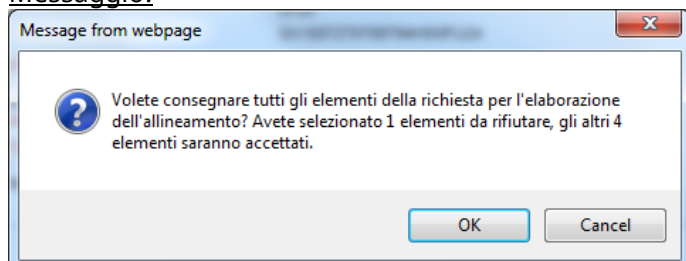 Messaggio:
Message from webpage
x
Volete consegnare tutti gli elementi della richiesta per l'elaborazione
dell'allineamento? Avete selezionato 1 elementi da rifiutare, gli altri 4
elementi saranno accettati.
OK
Cancel